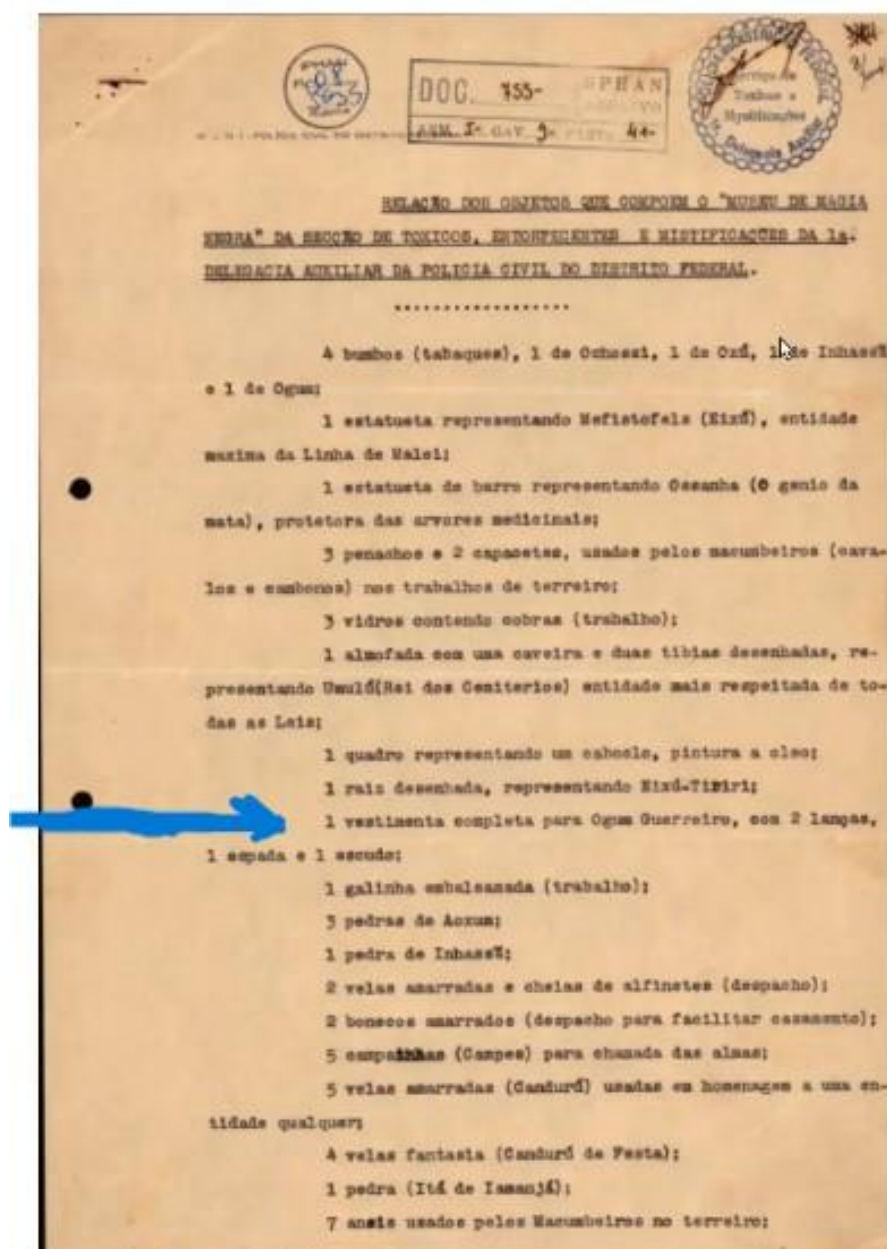 DOC. 755- SPHAN
ARM. I- GAV. 9- PASTA 41-
Serviço de
Toxicos e
Mystificações
RELAÇÃO DOS OBJETOS QUE COMPOEM O "MUSEU DE MAGIA
NEGRA" DA SECÇÃO DE TOXICOS, ENTORPECENTES E MISTIFICAÇÕES DA 1a.
DELEGACIA AUXILIAR DA POLICIA CIVIL DO DISTRITO FEDERAL.
4 bumbos (tabaques), 1 de Ochossi, 1 de Oxú, 1 de Inhassã
e 1 de Ogum;
1 estatueta representando Mefistofels (Eixú), entidade
maxima da Linha de Malei;
1 estatueta de barro representando Ossanha (O genio da
mata), protetora das arvores medicinais;
3 penachos e 2 capacetes, usados pelos macumbeiros (cava-
los e cambonos) nos trabalhos de terreiro;
3 vidros contendo cobras (trabalho);
1 almofada com uma caveira e duas tibias desenhadas, re-
presentando Umulú(Rei dos Cemiterios) entidade mais respeitada de to-
das as Leis;
1 quadro representando um caboclo, pintura a oleo;
1 raiz desenhada, representando Eixú-Tiriri;
1 vestimenta completa para Ogum Guerreiro, com 2 lanças,
1 espada e 1 escudo;
1 galinha embalsamada (trabalho);
3 pedras de Aoxum;
1 pedra de Inhassã;
2 velas amarradas e cheias de alfinetes (despacho);
2 bonecos amarrados (despacho para facilitar casamento);
5 campainhas (Campes) para chamada das almas;
5 velas amarradas (Candurú) usadas em homenagem a uma en-
tidade qualquer;
4 velas fantasia (Candurú de Festa);
1 pedra (Itá de Iamanjá);
7 aneis usados pelos Macumbeiros no terreiro;